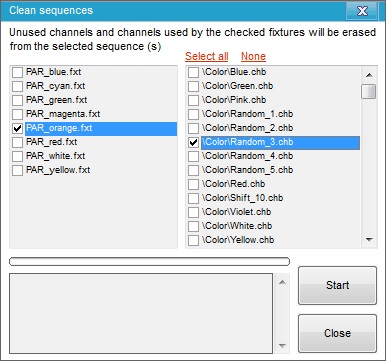 Clean sequences
Unused channels and channels used by the checked fixtures will be erased
from the selected sequence (s)
Select all None
PAR_blue.fxt
PAR_cyan.fxt
PAR_green.fxt
PAR_magenta.fxt
PAR_orange.fxt
PAR_red.fxt
PAR_white.fxt
PAR_yellow.fxt
\Color\Blue.chb
\Color\Green.chb
\Color\Pink.chb
\Color\Random_1.chb
\Color\Random_2.chb
\Color\Random_3.chb
\Color\Random_4.chb
\Color\Random_5.chb
\Color\Red.chb
\Color\Shift_10.chb
\Color\Violet.chb
\Color\White.chb
\Color\Yellow.chb
Start
Close